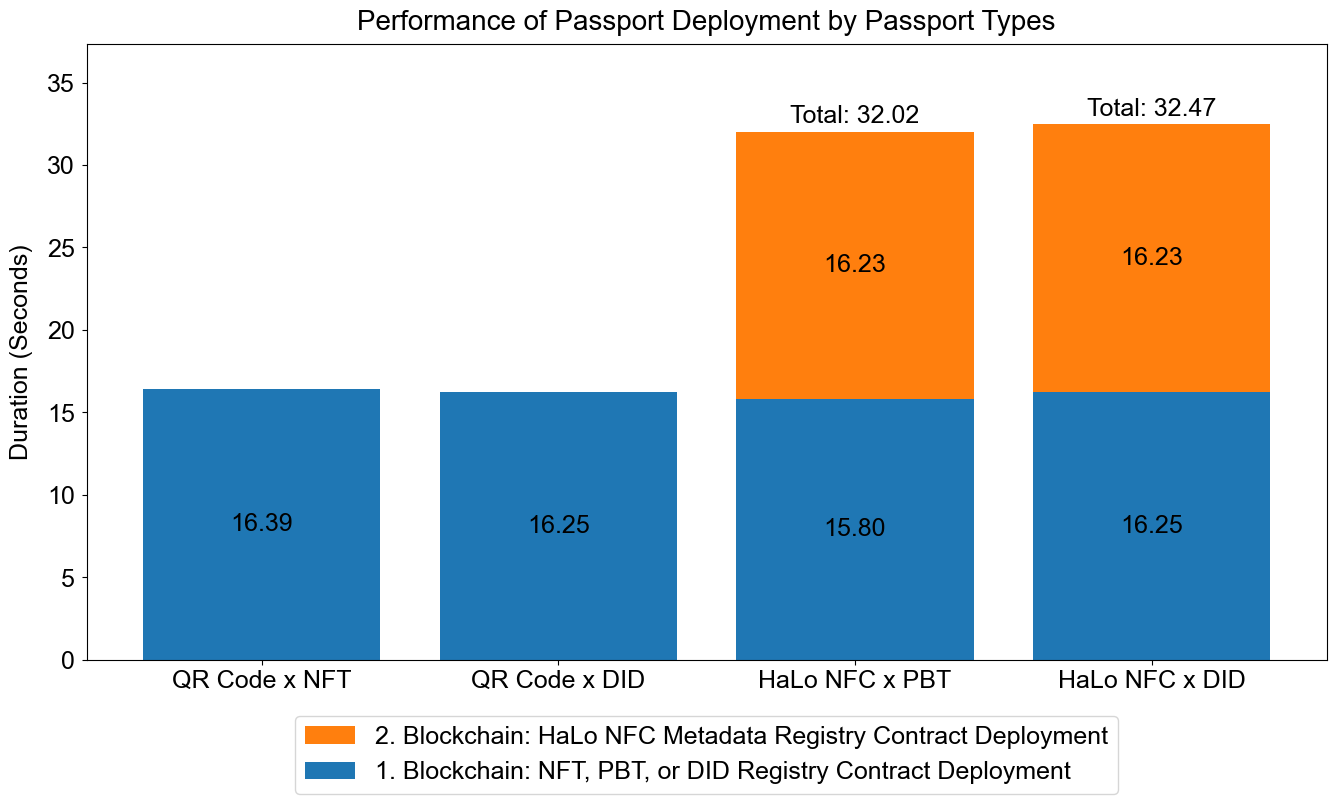 Performance of Passport Deployment by Passport Types
Duration (Seconds)
35
30
25
20
15
10
5
0
Total: 32.02
Total: 32.47
16.23
16.23
16.39
16.25
15.80
16.25
QR Code x NFT
QR Code x DID
HaLo NFC x PBT
HaLo NFC x DID
2. Blockchain: HaLo NFC Metadata Registry Contract Deployment
1. Blockchain: NFT, PBT, or DID Registry Contract Deployment